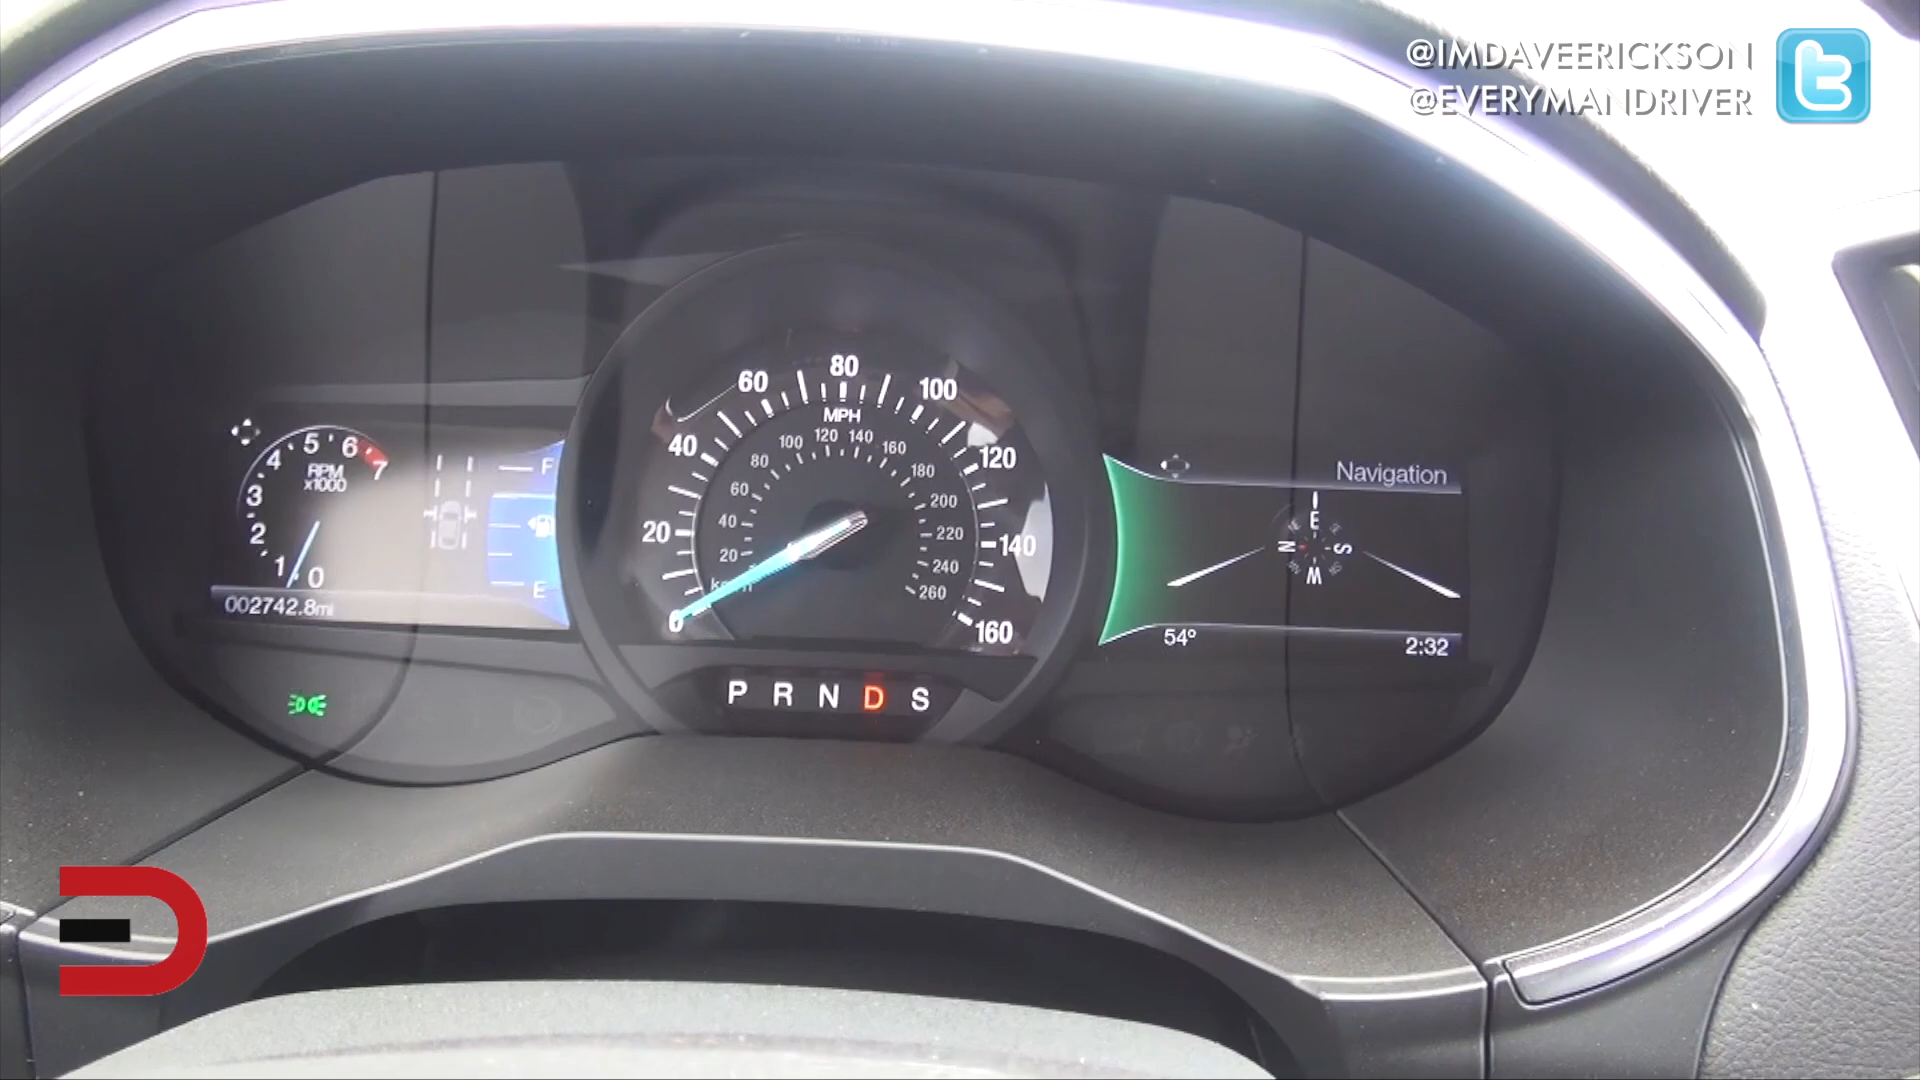 @IMDAVEERICKSON
@EVERYMANDRIVER
0 1 2 3 4 5 6 7
RPM
x1000
002742.8mi
F
E
0 20 40 60 80 100 120 140 160
MPH
20 40 60 80 100 120 140 160 180 200 220 240 260
km/h
P R N D S
Navigation
E
N S
W
54°
2:32